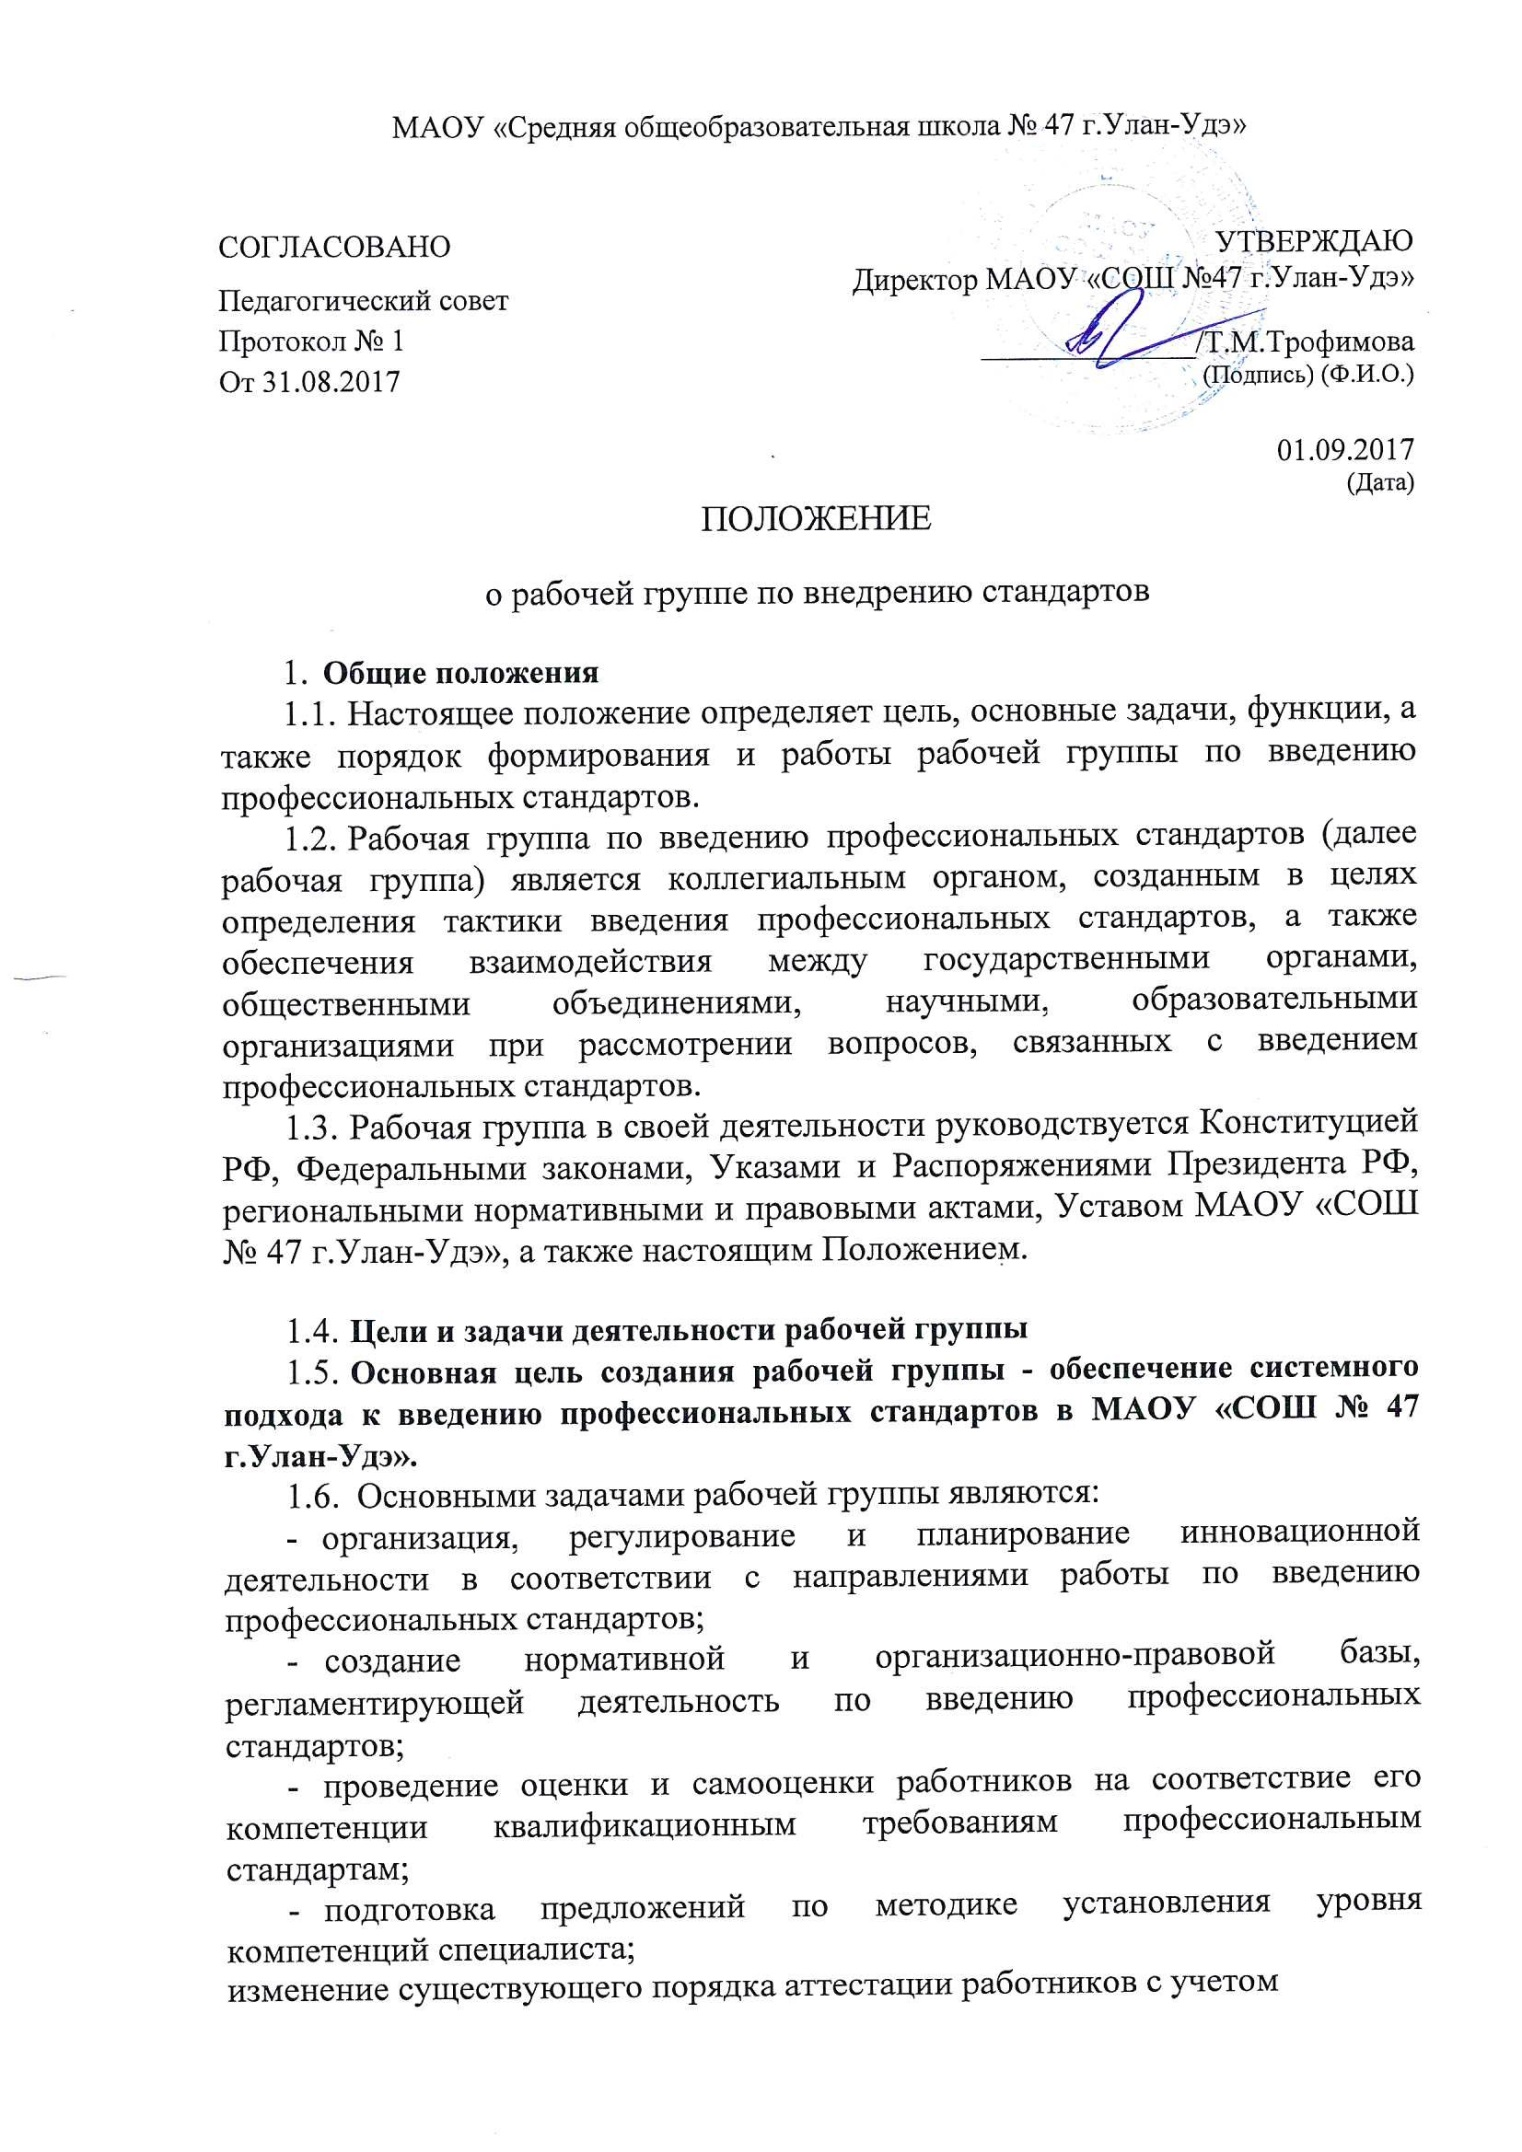 МАОУ «Средняя общеобразовательная школа № 47 г.Улан-Удэ»
СОГЛАСОВАНО
Педагогический совет
Протокол № 1
От 31.08.2017
УТВЕРЖДАЮ
Директор МАОУ «СОШ №47 г.Улан-Удэ»
/Т.М.Трофимова
(Подпись) (Ф.И.О.)
01.09.2017
(Дата)
МАОУ
ПОЛОЖЕНИЕ
о рабочей группе по внедрению стандартов
1. Общие положения
1.1. Настоящее положение определяет цель, основные задачи, функции, а
также порядок формирования и работы рабочей группы по введению
профессиональных стандартов.
1.2. Рабочая группа по введению профессиональных стандартов (далее
рабочая группа) является коллегиальным органом, созданным в целях
определения тактики введения профессиональных стандартов, а также
обеспечения взаимодействия между государственными органами,
общественными объединениями, научными, образовательными
организациями при рассмотрении вопросов, связанных с введением
профессиональных стандартов.
1.3. Рабочая группа в своей деятельности руководствуется Конституцией
РФ, Федеральными законами, Указами и Распоряжениями Президента РФ,
региональными нормативными и правовыми актами, Уставом МАОУ «СОШ
№ 47 г.Улан-Удэ», а также настоящим Положением.
1.4. Цели и задачи деятельности рабочей группы
1.5. Основная цель создания рабочей группы - обеспечение системного
подхода к введению профессиональных стандартов в МАОУ «СОШ № 47
г.Улан-Удэ».
1.6. Основными задачами рабочей группы являются:
- организация, регулирование и планирование инновационной
деятельности в соответствии с направлениями работы по введению
профессиональных стандартов;
- создание нормативной и организационно-правовой базы,
регламентирующей деятельность по введению профессиональных
стандартов;
- проведение оценки и самооценки работников на соответствие его
компетенции квалификационным требованиям профессиональным
стандартам;
- подготовка предложений по методике установления уровня
компетенций специалиста;
изменение существующего порядка аттестации работников с учетом